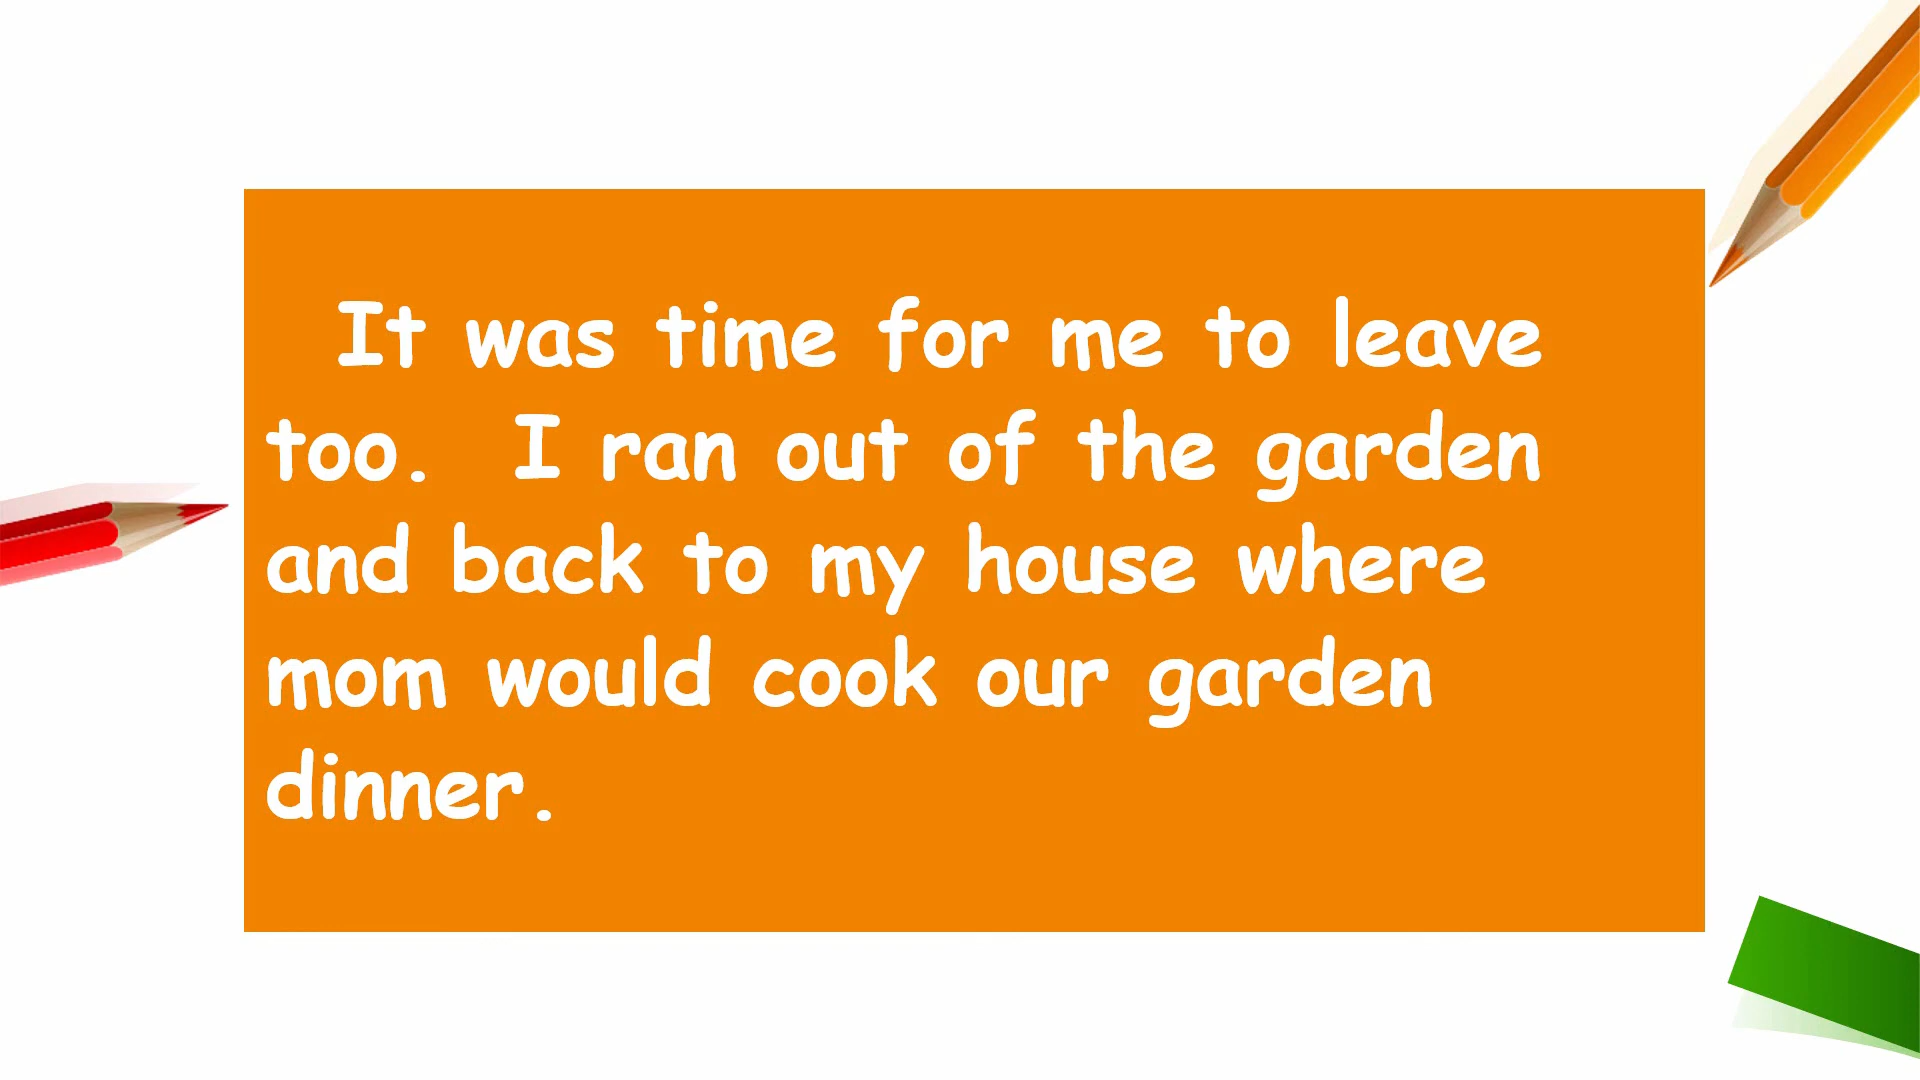 It was time for me to leave
too.  I ran out of the garden
and back to my house where
mom would cook our garden
dinner.